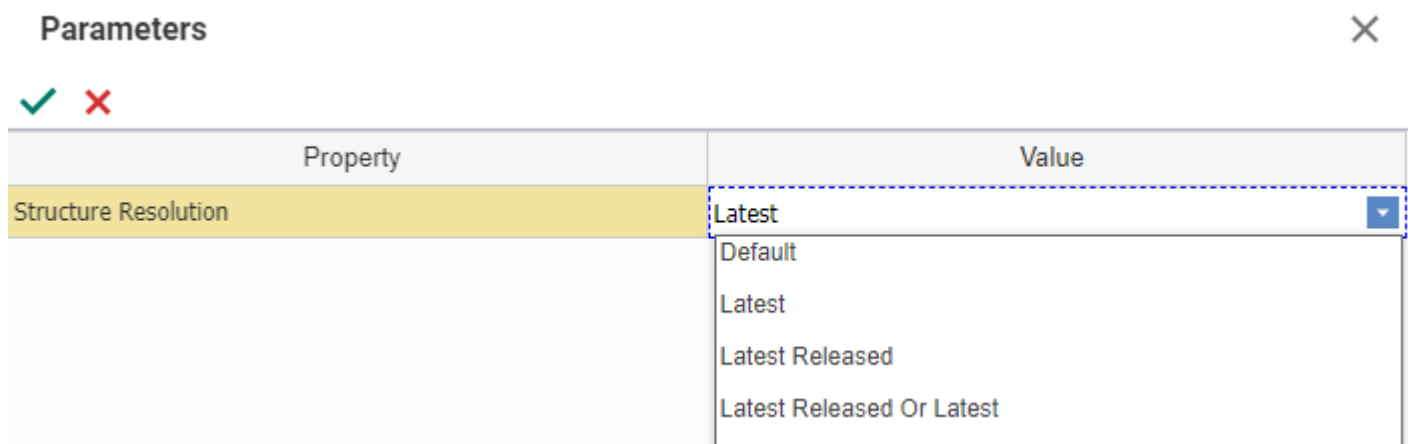 Parameters
Property Value
Structure Resolution Latest
Default
Latest
Latest Released
Latest Released Or Latest